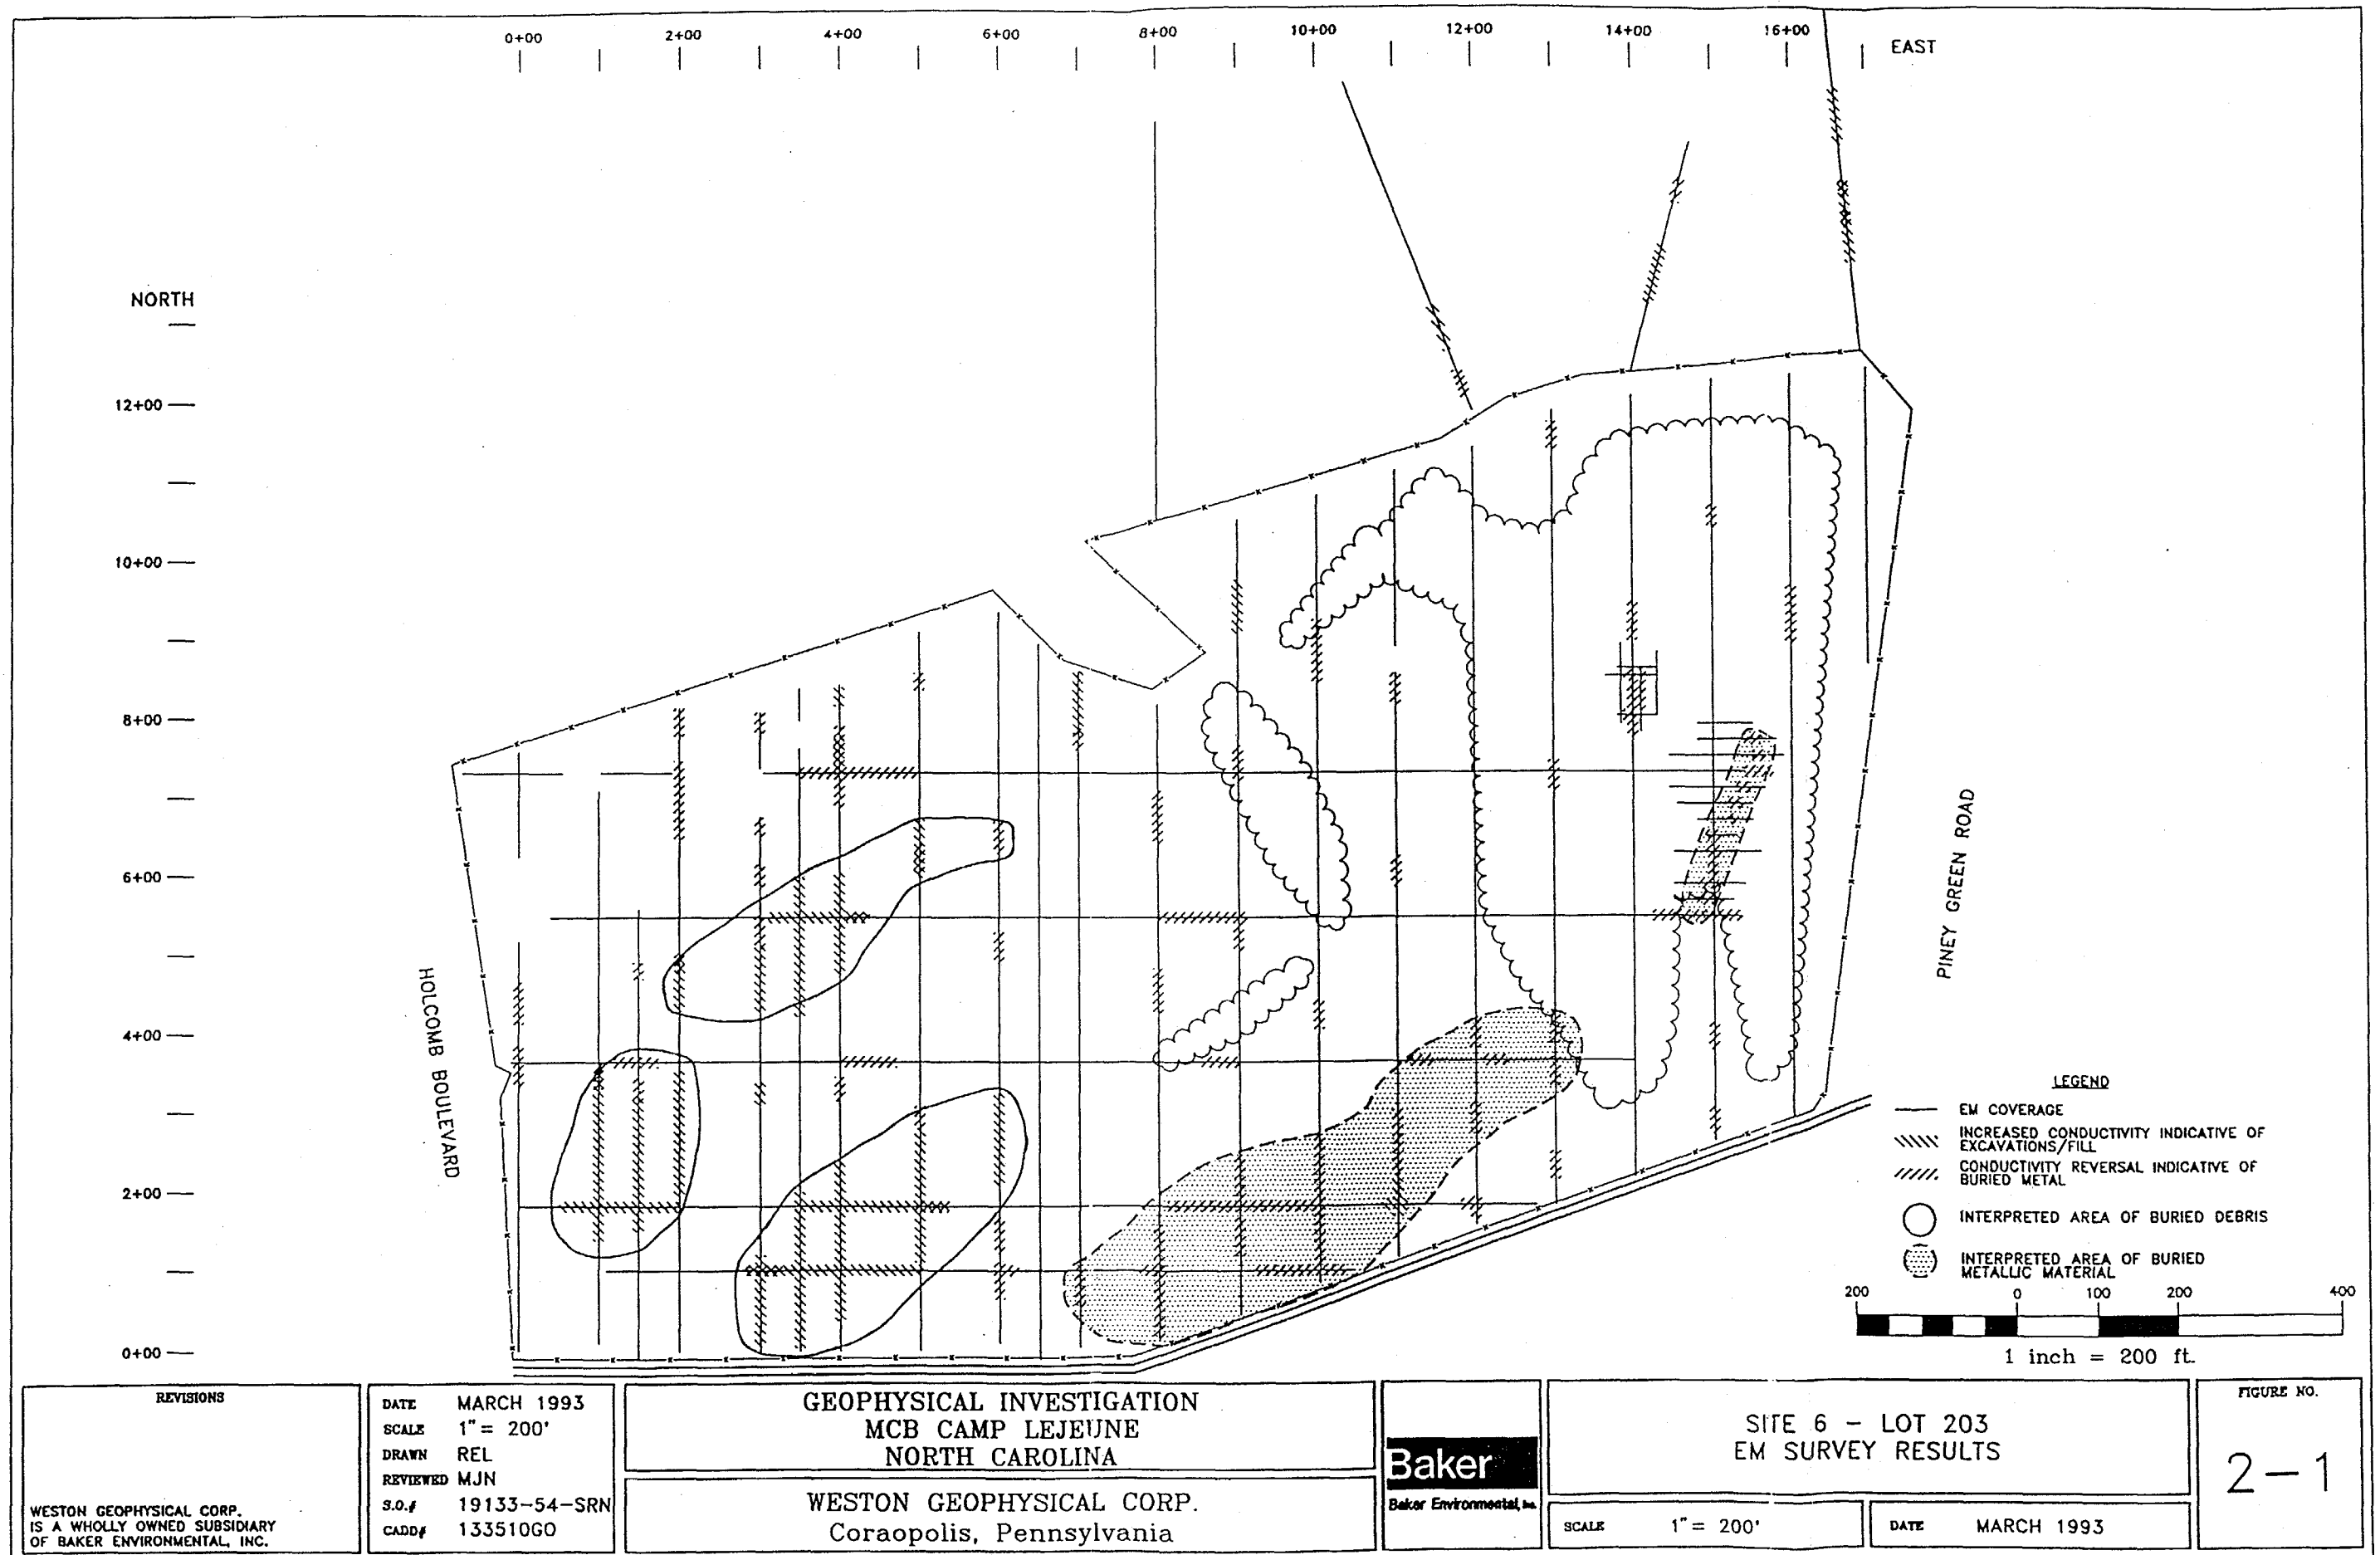 0+00 2+00 4+00 6+00 8+00 10+00 12+00 14+00 16+00 EAST
NORTH
12+00
10+00
8+00
6+00
4+00
2+00
0+00
HOLCOMB BOULEVARD
PINEY GREEN ROAD
LEGEND
EM COVERAGE
INCREASED CONDUCTIVITY INDICATIVE OF
EXCAVATIONS/FILL
CONDUCTIVITY REVERSAL INDICATIVE OF
BURIED METAL
INTERPRETED AREA OF BURIED DEBRIS
INTERPRETED AREA OF BURIED
METALLIC MATERIAL
200 0 100 200 400
1 inch = 200 ft.
REVISIONS
WESTON GEOPHYSICAL CORP.
IS A WHOLLY OWNED SUBSIDIARY
OF BAKER ENVIRONMENTAL, INC.
DATE MARCH 1993
SCALE 1" = 200'
DRAWN REL
REVIEWED MJN
S.O.# 19133-54-SRN
CADD# 133510GO
GEOPHYSICAL INVESTIGATION
MCB CAMP LEJEUNE
NORTH CAROLINA
WESTON GEOPHYSICAL CORP.
Coraopolis, Pennsylvania
Baker
Baker Environmental, Inc.
SITE 6 - LOT 203
EM SURVEY RESULTS
SCALE 1" = 200'
DATE MARCH 1993
FIGURE NO.
2-1